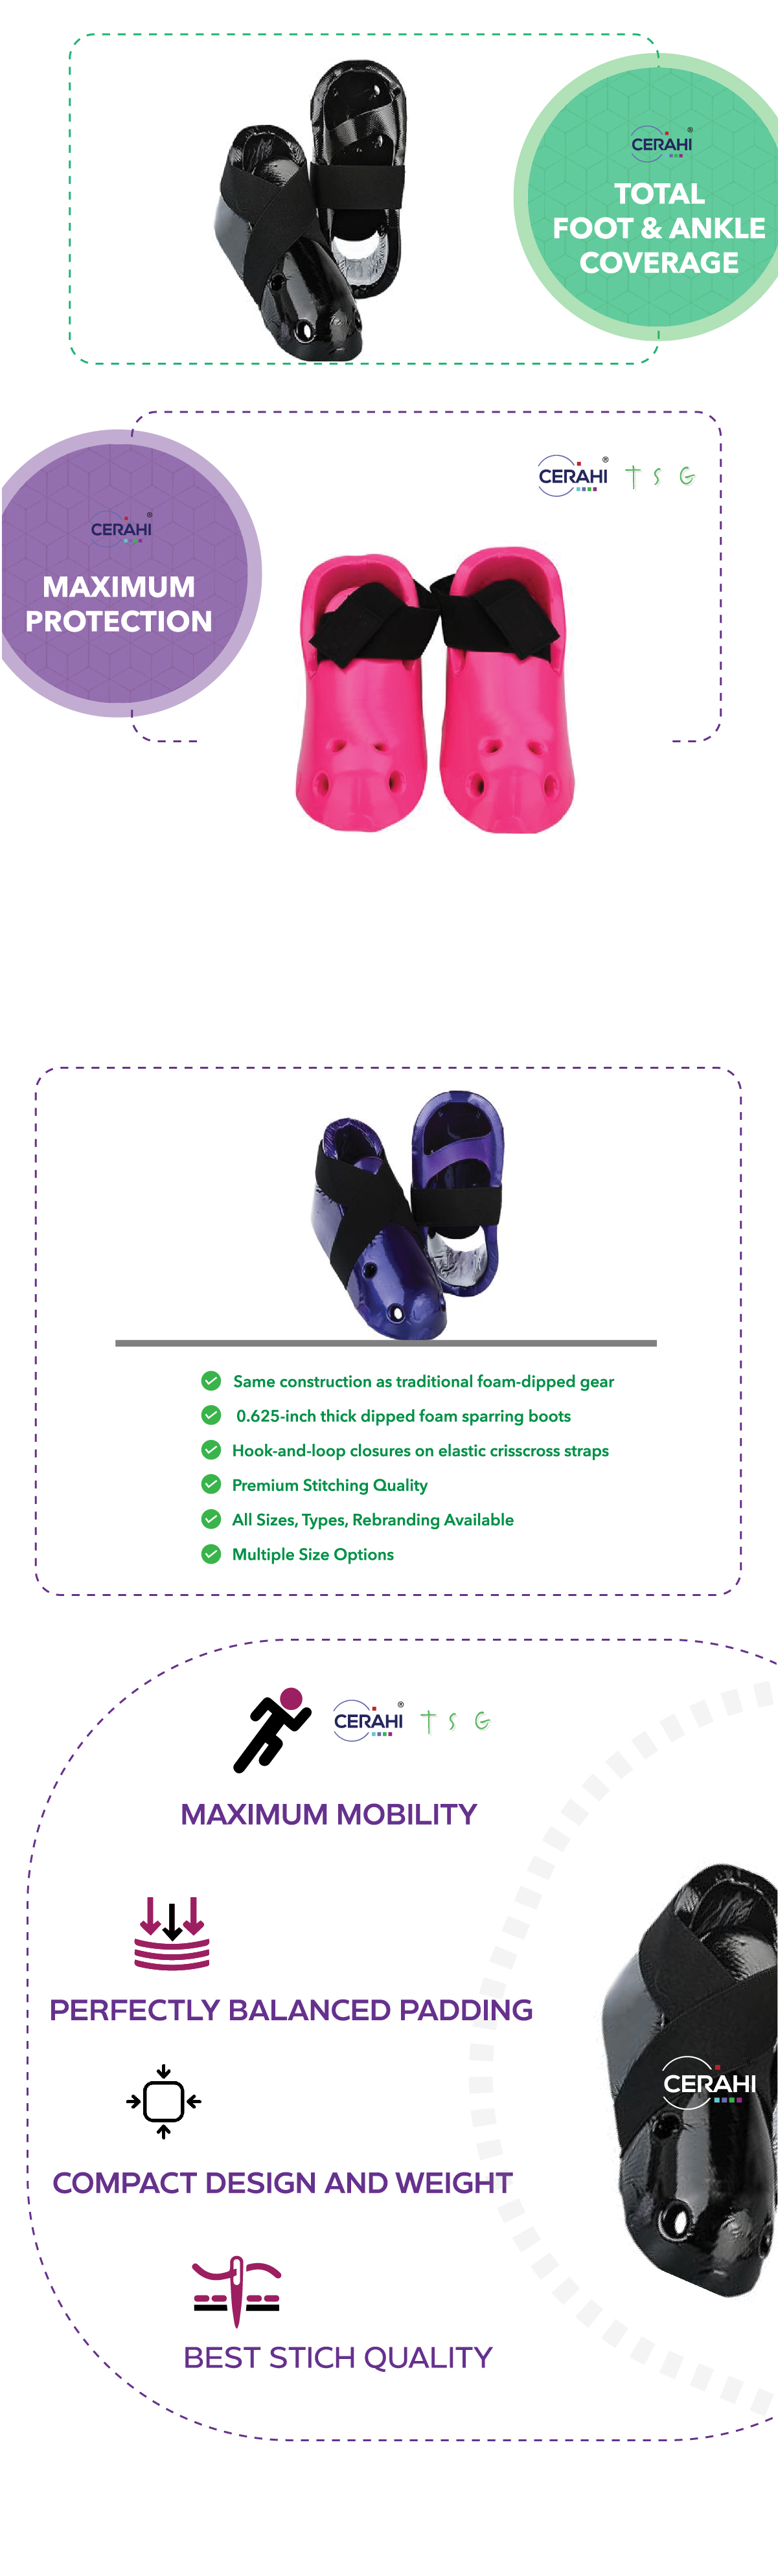 CERAHI®
TOTAL
FOOT & ANKLE
COVERAGE
CERAHI® T S G
CERAHI®
MAXIMUM
PROTECTION
Same construction as traditional foam-dipped gear
0.625-inch thick dipped foam sparring boots
Hook-and-loop closures on elastic crisscross straps
Premium Stitching Quality
All Sizes, Types, Rebranding Available
Multiple Size Options
CERAHI® T S G
MAXIMUM MOBILITY
PERFECTLY BALANCED PADDING
CERAHI
COMPACT DESIGN AND WEIGHT
BEST STICH QUALITY